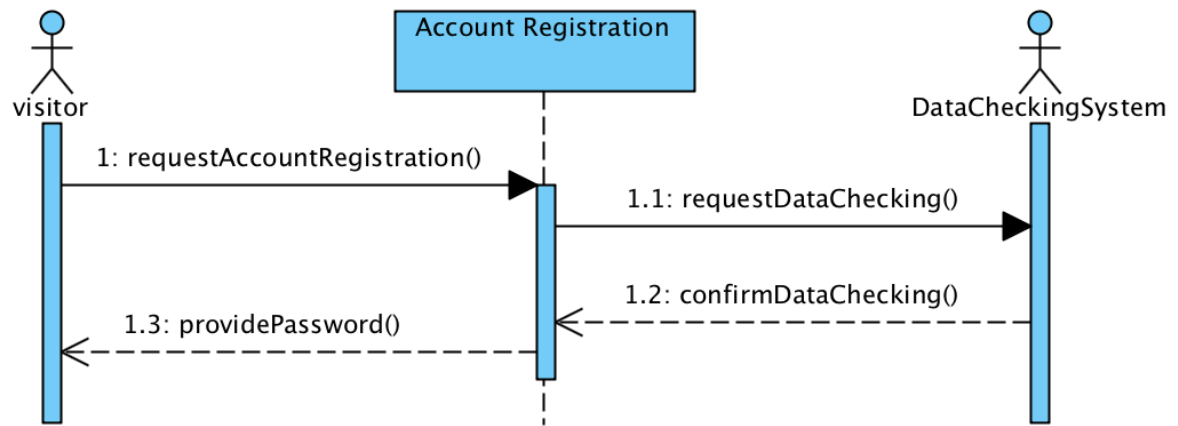 Account Registration
visitor
DataCheckingSystem
1: requestAccountRegistration()
1.1: requestDataChecking()
1.2: confirmDataChecking()
1.3: providePassword()